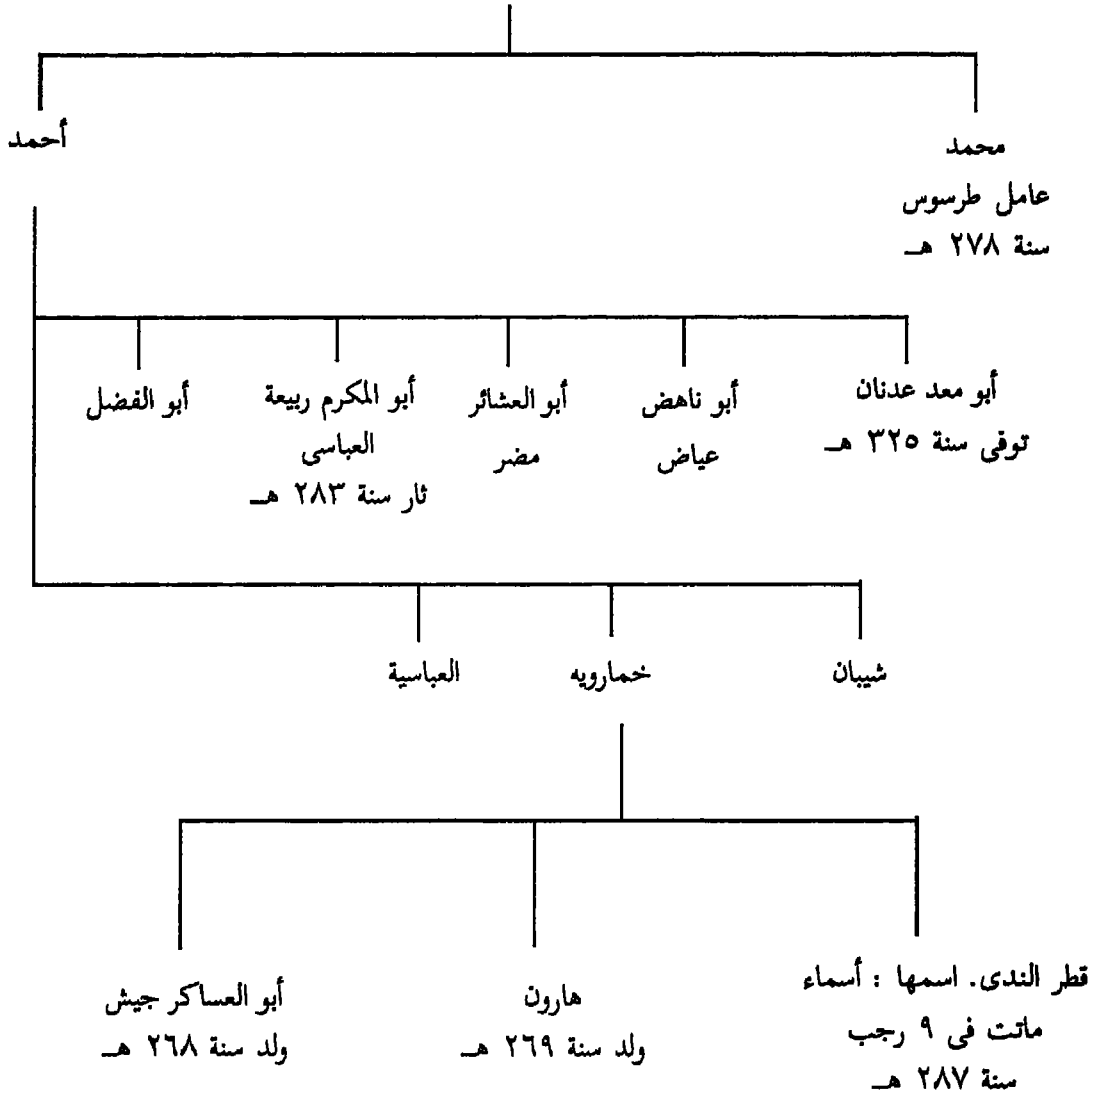 محمد
عامل طرسوس
سنة ٢٧٨ هـ
أحمد
أبو معد عدنان
توقى سنة ٣٢٥ هـ
أبو ناهض
عياض
أبو العشائر
مضر
أبو المكرم ربيعة
العباسى
ثار سنة ٢٨٣ هـ
أبو الفضل
شيبان
خمارويه
العباسية
قطر الندى. اسمها : أسماء
ماتت فى ٩ رجب
سنة ٢٨٧ هـ
هارون
ولد سنة ٢٦٩ هـ
أبو العساكر جيش
ولد سنة ٢٦٨ هـ